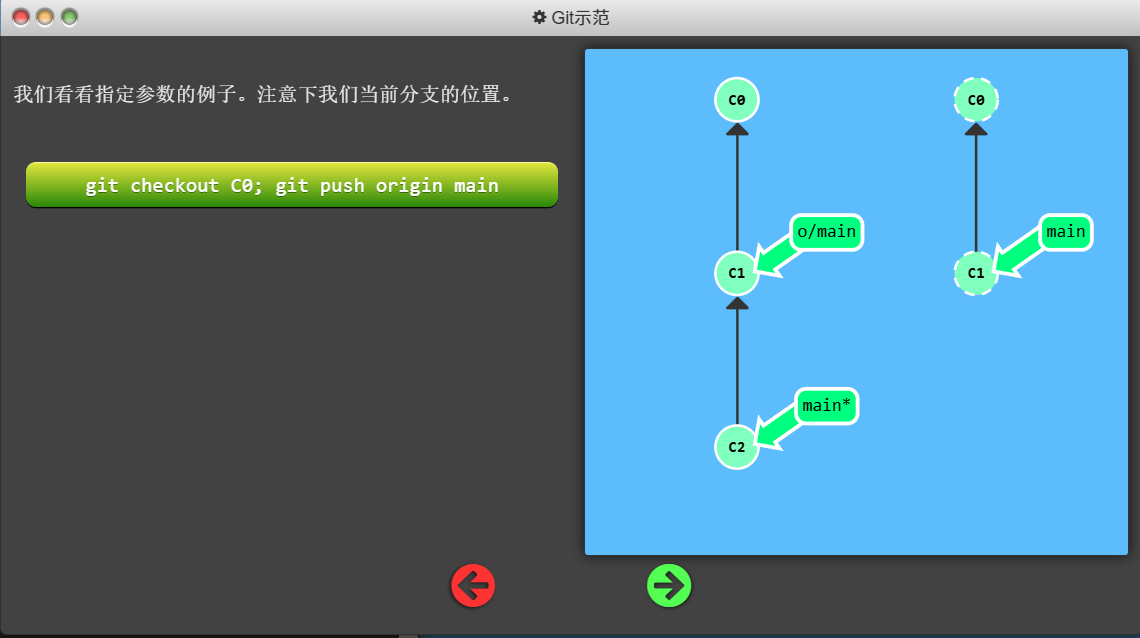 Git示范
我们看看指定参数的例子。注意下我们当前分支的位置。
git checkout C0; git push origin main
C0
C0
o/main
main
C1
C1
main*
C2